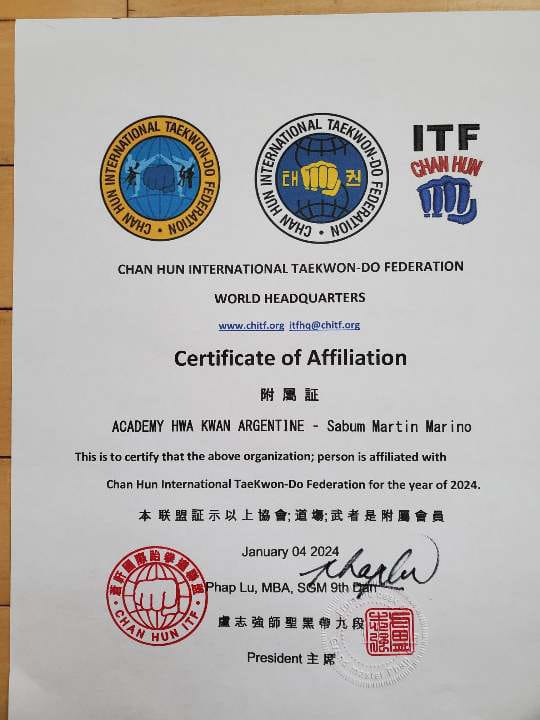 CHAN HUN INTERNATIONAL TAEKWON-DO FEDERATION
CHAN HUN INTERNATIONAL TAEKWON-DO FEDERATION
태 권
ITF
CHAN HUN
CHAN HUN INTERNATIONAL TAEKWON-DO FEDERATION
WORLD HEADQUARTERS
www.chitf.org itfhq@chitf.org
Certificate of Affiliation
附屬証
ACADEMY HWA KWAN ARGENTINE - Sabum Martin Marino
This is to certify that the above organization; person is affiliated with
Chan Hun International TaeKwon-Do Federation for the year of 2024.
本联盟証示以上協會;道場;武者是附屬會員
January 04 2024
Phap Lu, MBA, SGM 9th Dan
盧志強師聖黑帶九段
President 主席
CHAN HUN ITF